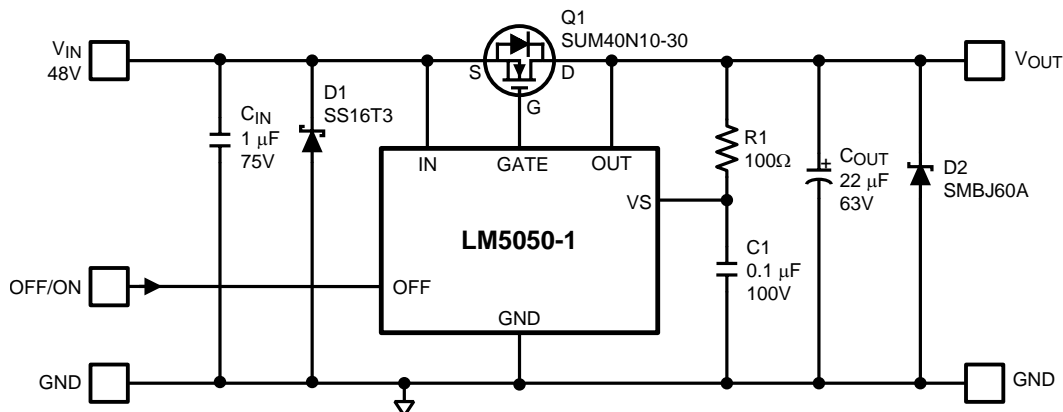 Q1
SUM40N10-30
VIN
48V
S
D
G
VOUT
D1
SS16T3
CIN
1 μF
75V
IN
GATE
OUT
R1
100Ω
COUT
22 μF
63V
+
D2
SMBJ60A
VS
LM5050-1
C1
0.1 μF
100V
OFF/ON
OFF
GND
GND
GND